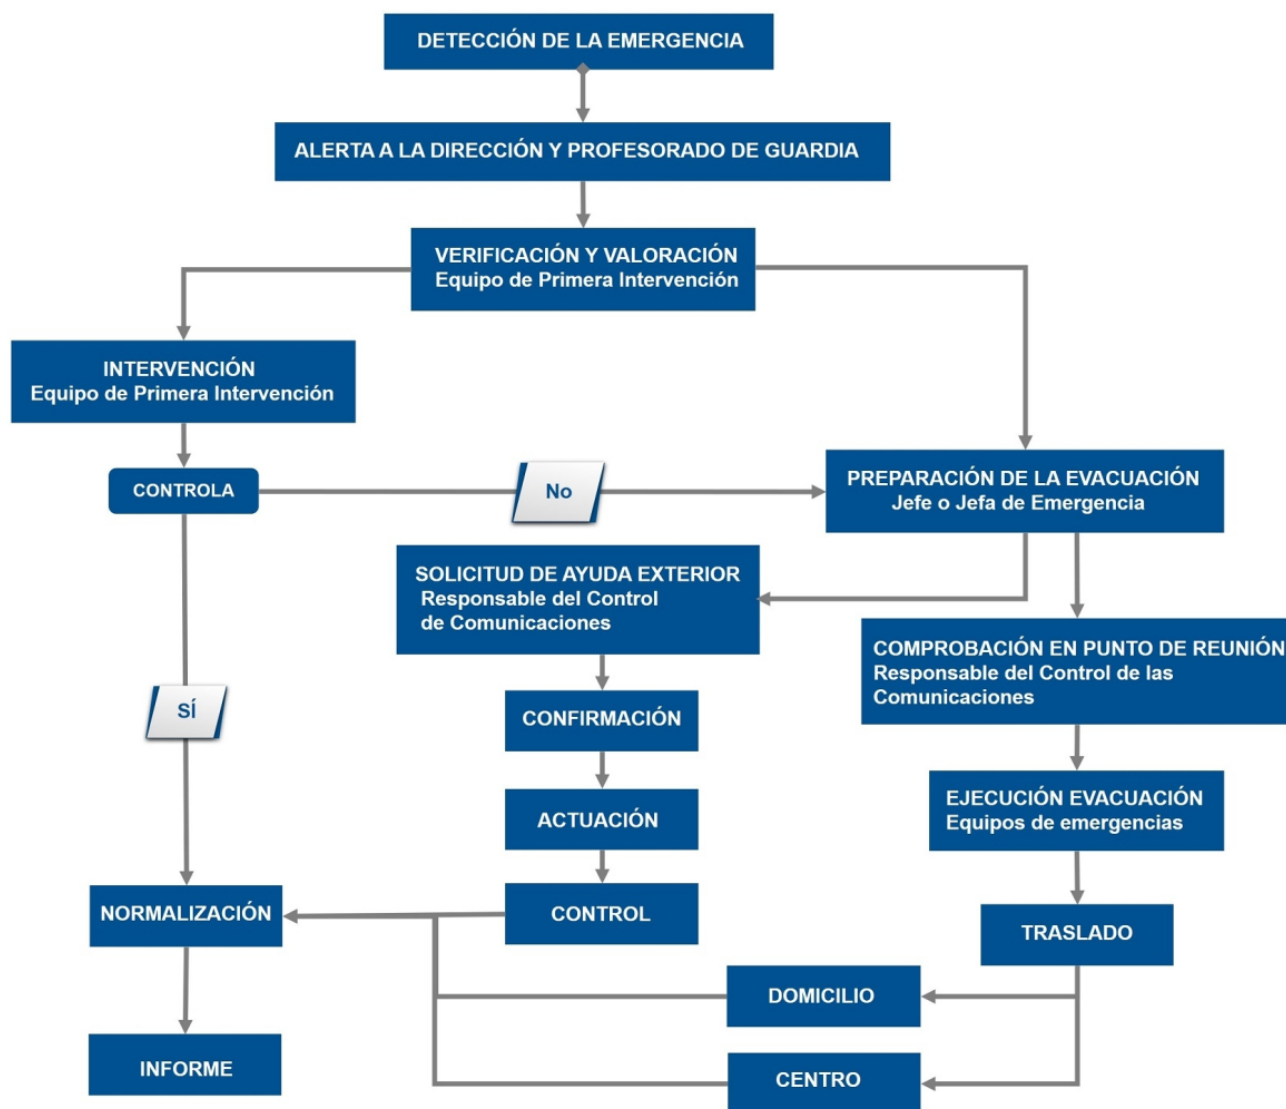 DETECCIÓN DE LA EMERGENCIA
ALERTA A LA DIRECCIÓN Y PROFESORADO DE GUARDIA
VERIFICACIÓN Y VALORACIÓN
Equipo de Primera Intervención
INTERVENCIÓN
Equipo de Primera Intervención
CONTROLA
No
PREPARACIÓN DE LA EVACUACIÓN
Jefe o Jefa de Emergencia
SOLICITUD DE AYUDA EXTERIOR
Responsable del Control
de Comunicaciones
COMPROBACIÓN EN PUNTO DE REUNIÓN
Responsable del Control de las
Comunicaciones
SÍ
CONFIRMACIÓN
EJECUCIÓN EVACUACIÓN
Equipos de emergencias
ACTUACIÓN
NORMALIZACIÓN
CONTROL
TRASLADO
DOMICILIO
INFORME
CENTRO